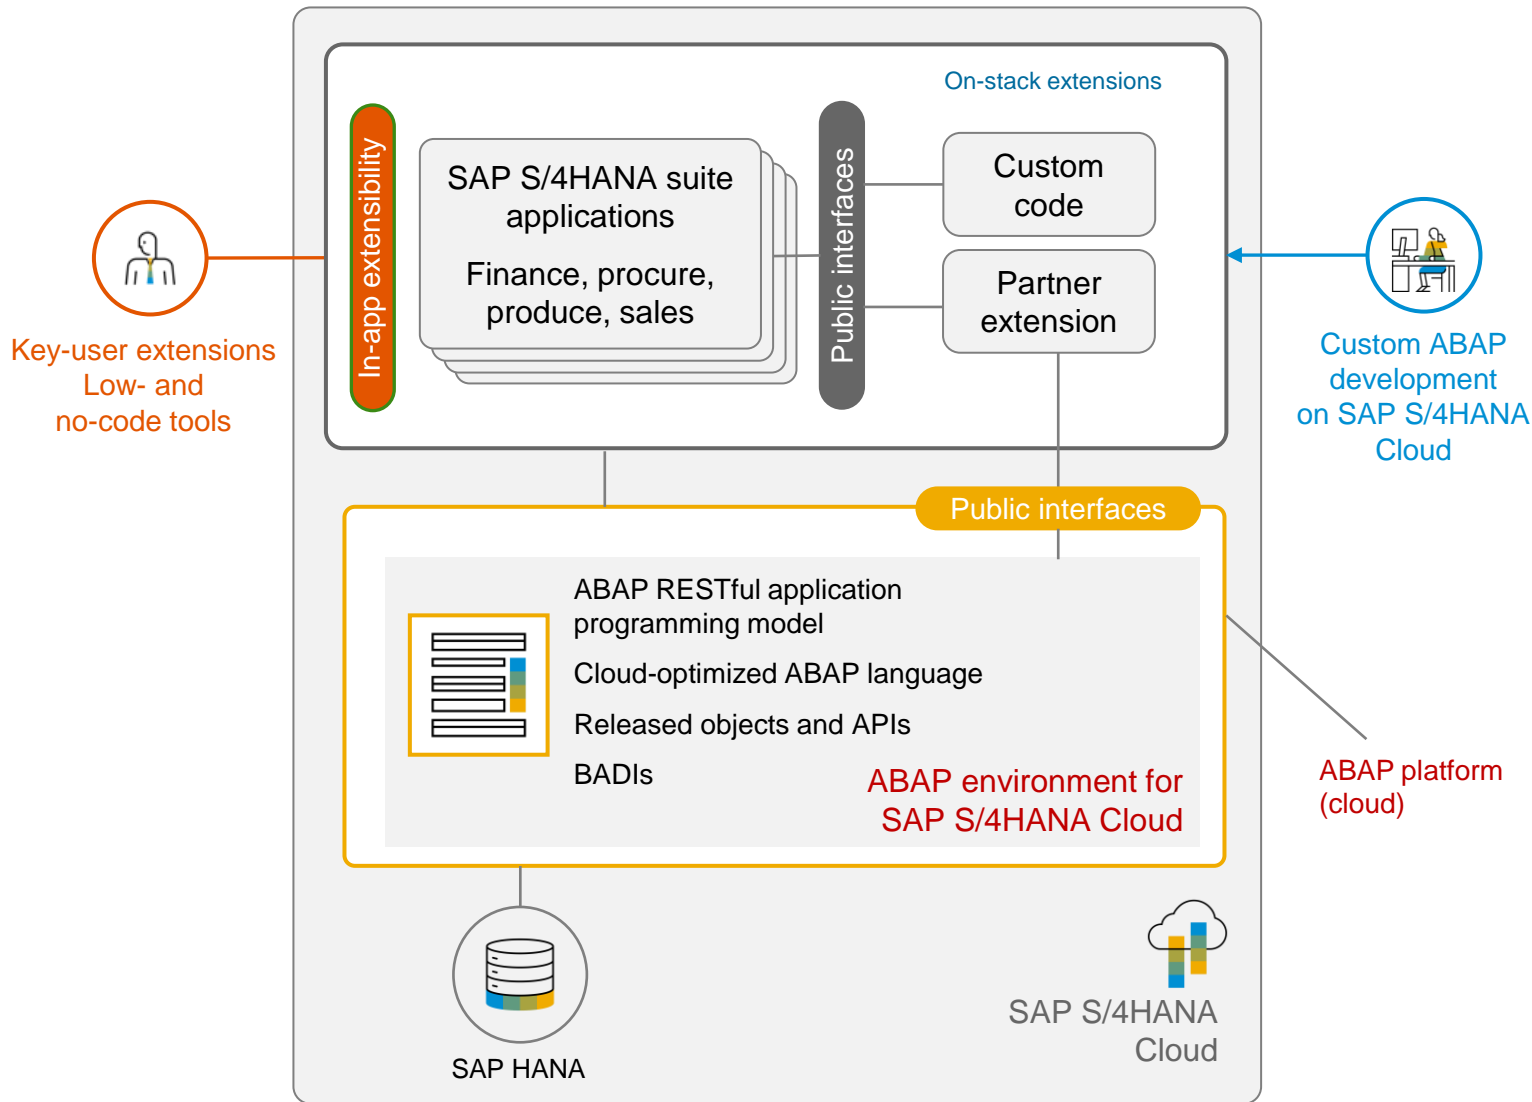 On-stack extensions
In-app extensibility
SAP S/4HANA suite
applications
Finance, procure,
produce, sales
Public interfaces
Custom
code
Partner
extension
Key-user extensions
Low- and
no-code tools
Custom ABAP
development
on SAP S/4HANA
Cloud
Public interfaces
ABAP RESTful application
programming model
Cloud-optimized ABAP language
Released objects and APIs
BADIs
ABAP environment for
SAP S/4HANA Cloud
ABAP platform
(cloud)
SAP HANA
SAP S/4HANA
Cloud